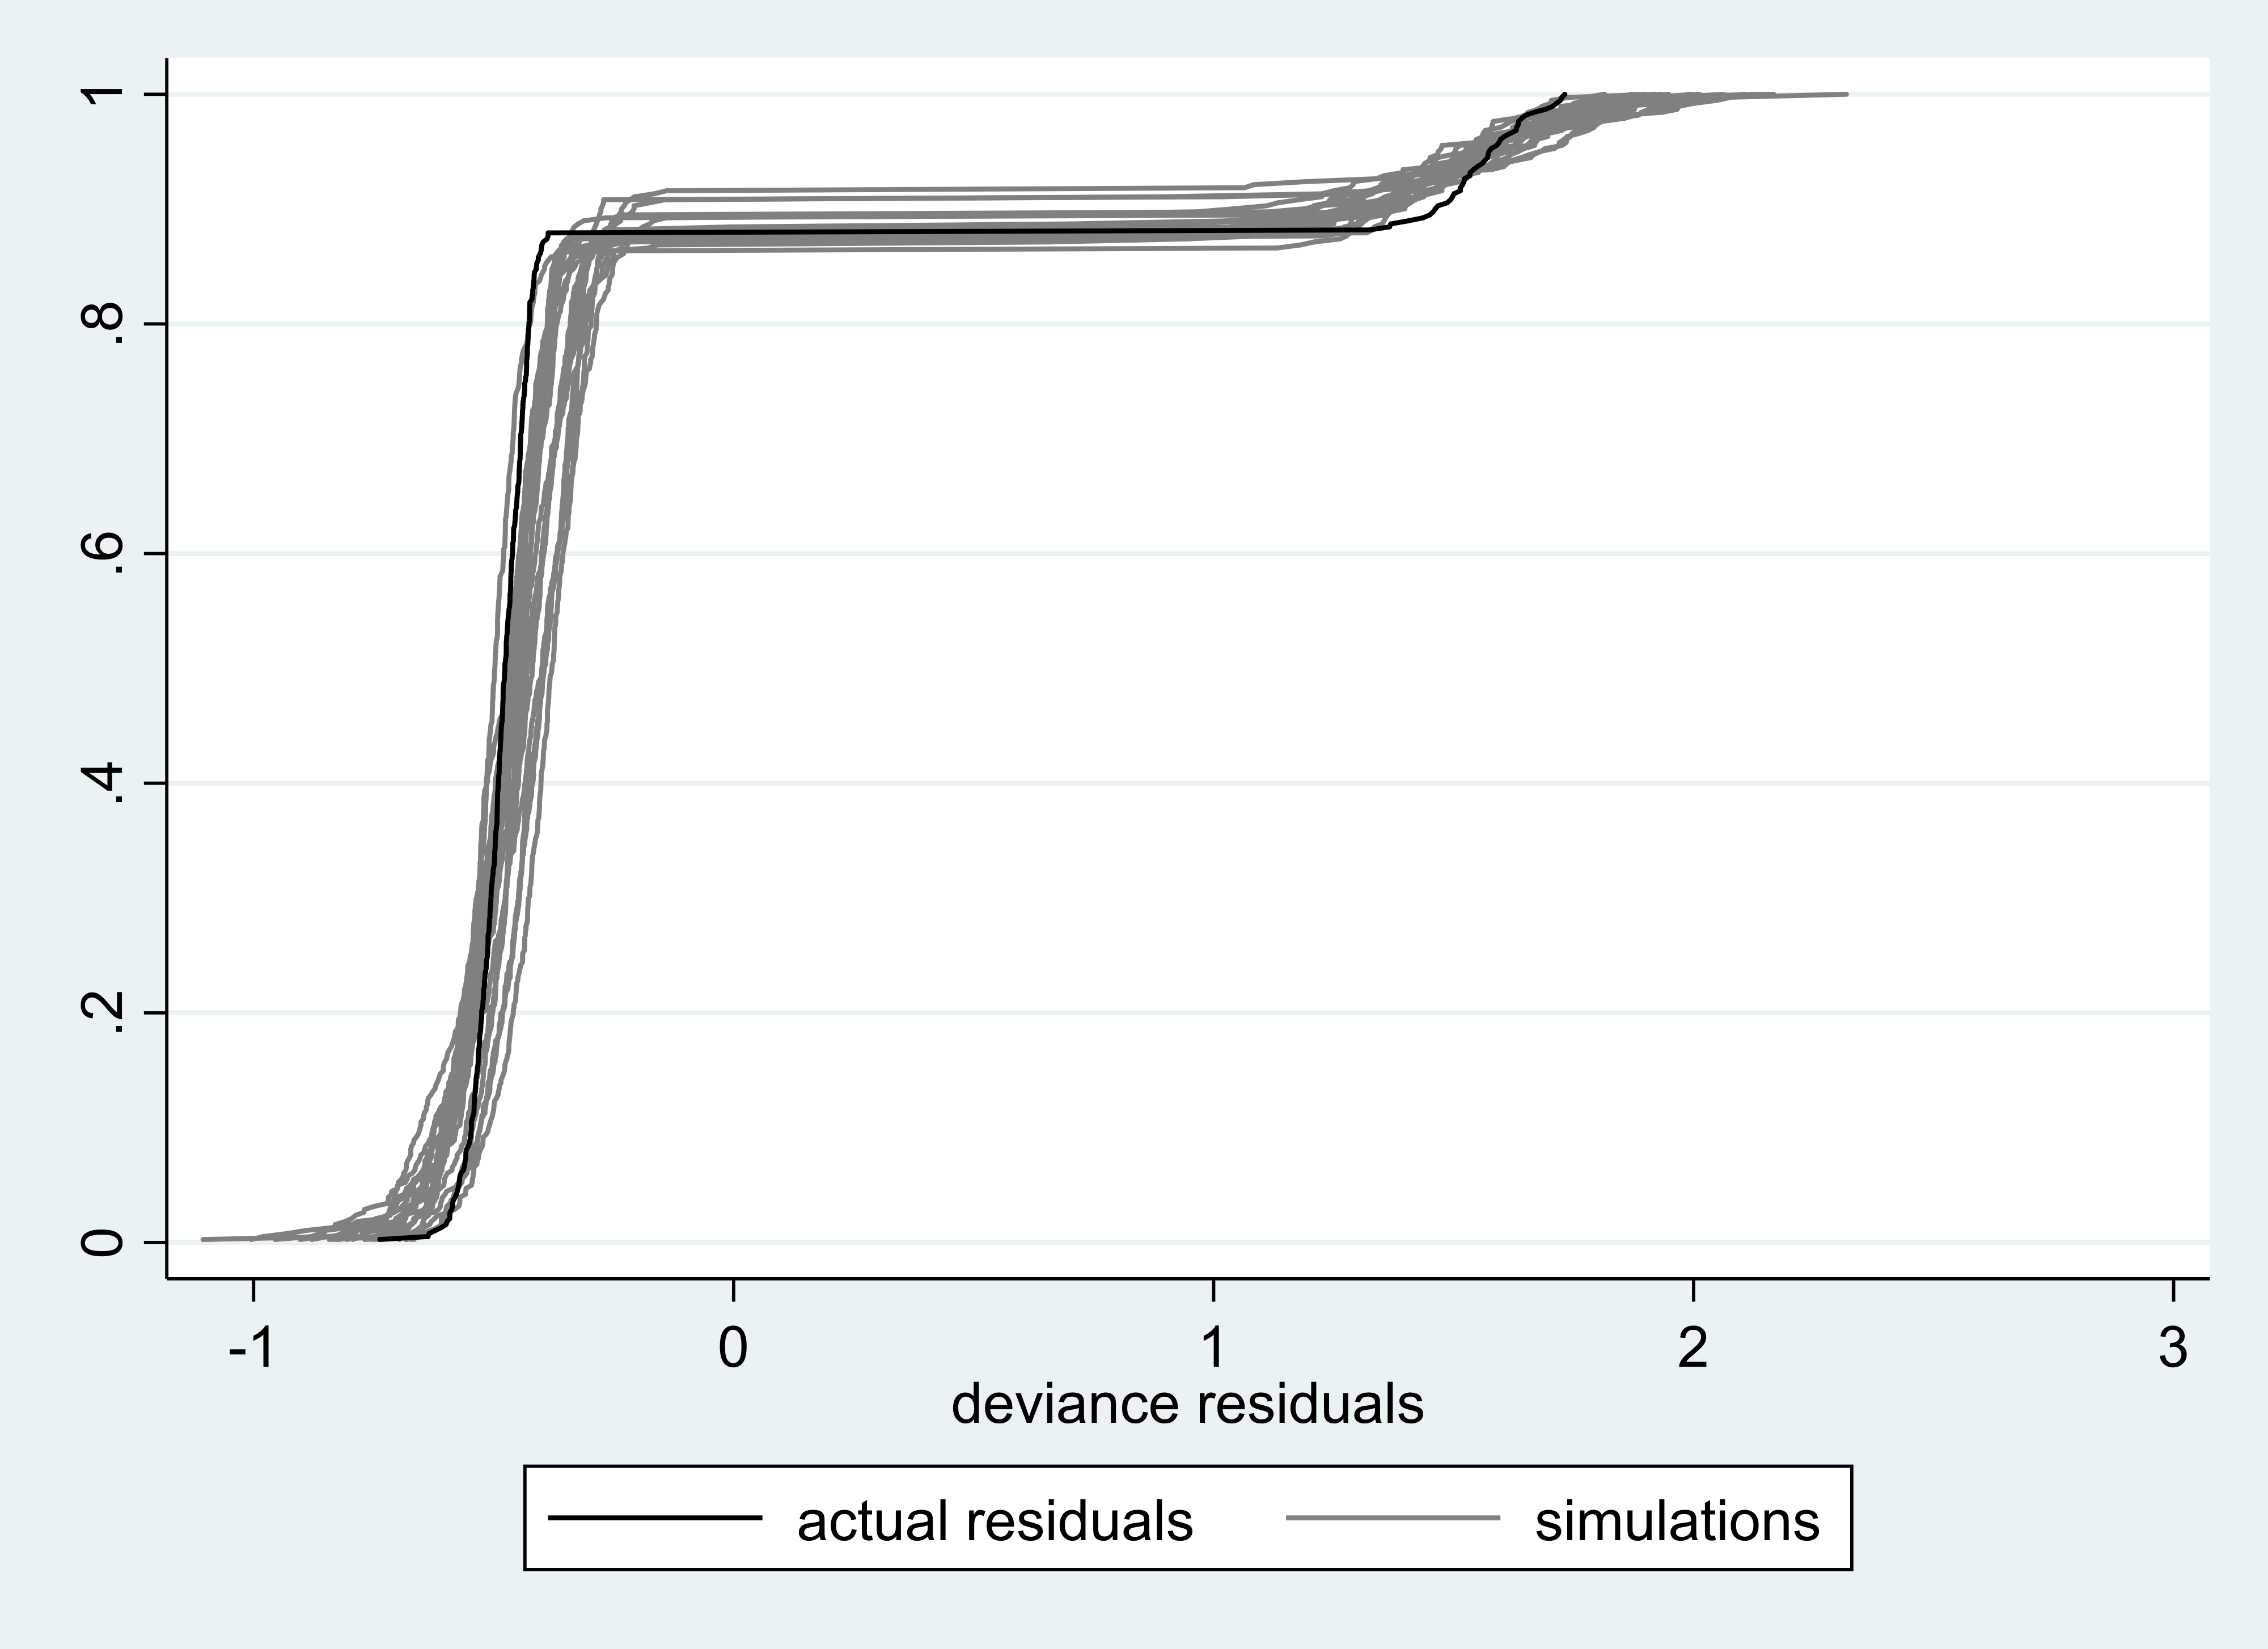 1
.8
.6
.4
.2
0
-1 0 1 2 3
deviance residuals
actual residuals simulations